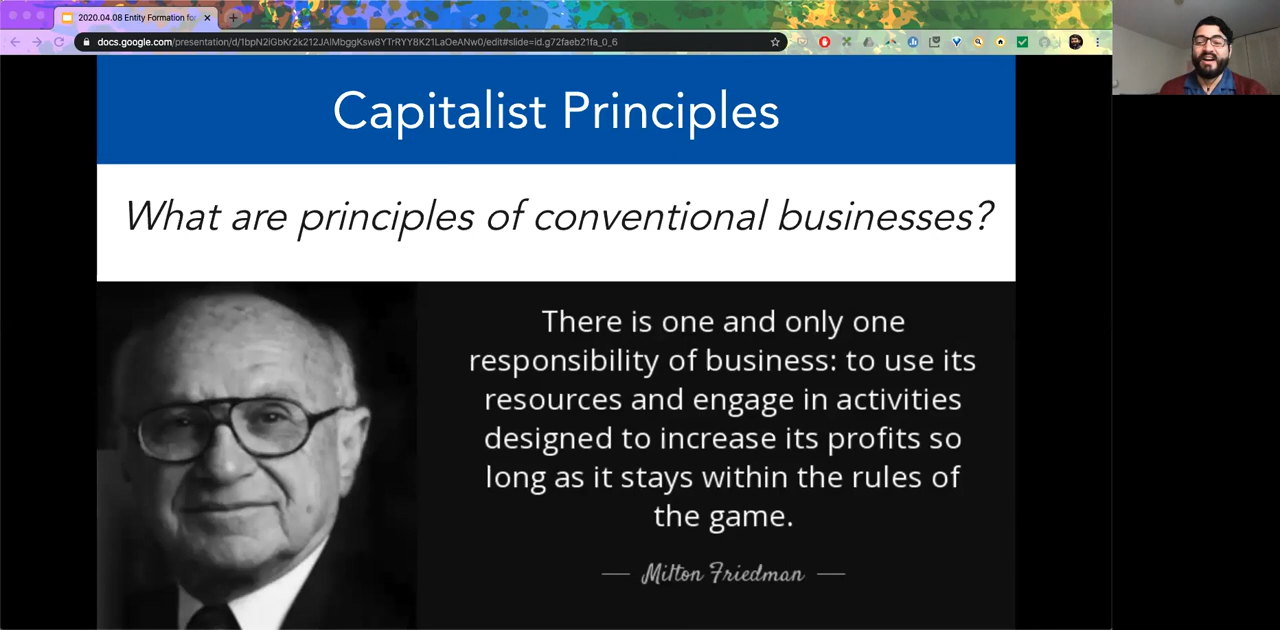 2020.04.08 Entity Formation for
docs.google.com/presentation/d/1bpN2iGbKr2k212JAlMbggKsw8YTrRYY8K21LaOeANw0/edit#slide=id.g72faeb21fa_0_6
Capitalist Principles
What are principles of conventional businesses?
There is one and only one
responsibility of business: to use its
resources and engage in activities
designed to increase its profits so
long as it stays within the rules of
the game.
Milton Friedman